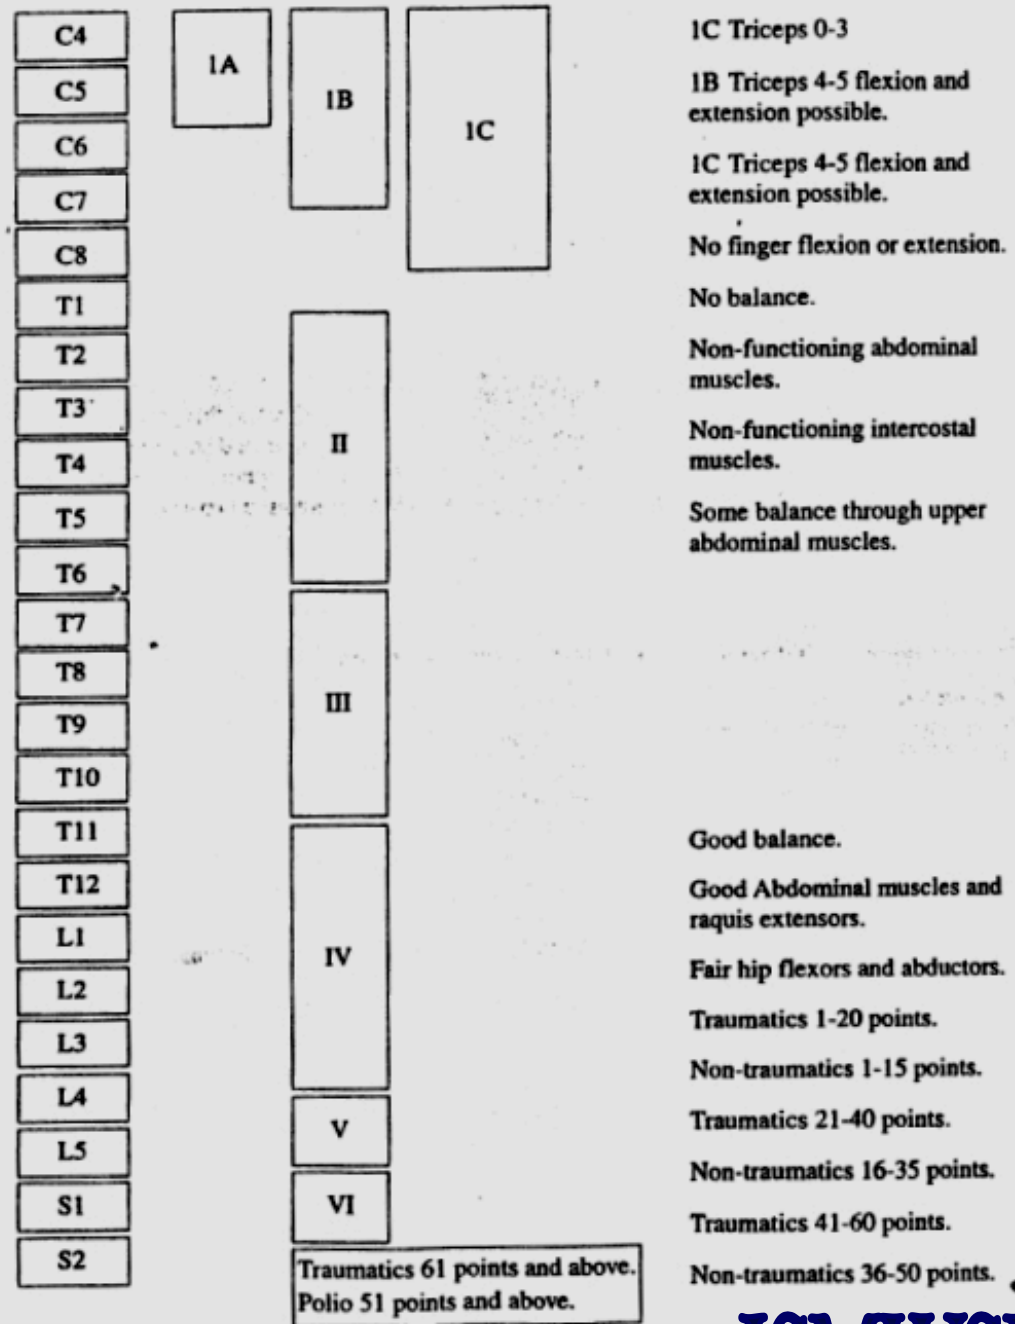 C4
C5
C6
C7
C8
T1
T2
T3
T4
T5
T6
T7
T8
T9
T10
T11
T12
L1
L2
L3
L4
L5
S1
S2
1A
1B
1C
II
III
IV
V
VI
Traumatics 61 points and above.
Polio 51 points and above.
1C Triceps 0-3
1B Triceps 4-5 flexion and
extension possible.
1C Triceps 4-5 flexion and
extension possible.
No finger flexion or extension.
No balance.
Non-functioning abdominal
muscles.
Non-functioning intercostal
muscles.
Some balance through upper
abdominal muscles.
Good balance.
Good Abdominal muscles and
raquis extensors.
Fair hip flexors and abductors.
Traumatics 1-20 points.
Non-traumatics 1-15 points.
Traumatics 21-40 points.
Non-traumatics 16-35 points.
Traumatics 41-60 points.
Non-traumatics 36-50 points.